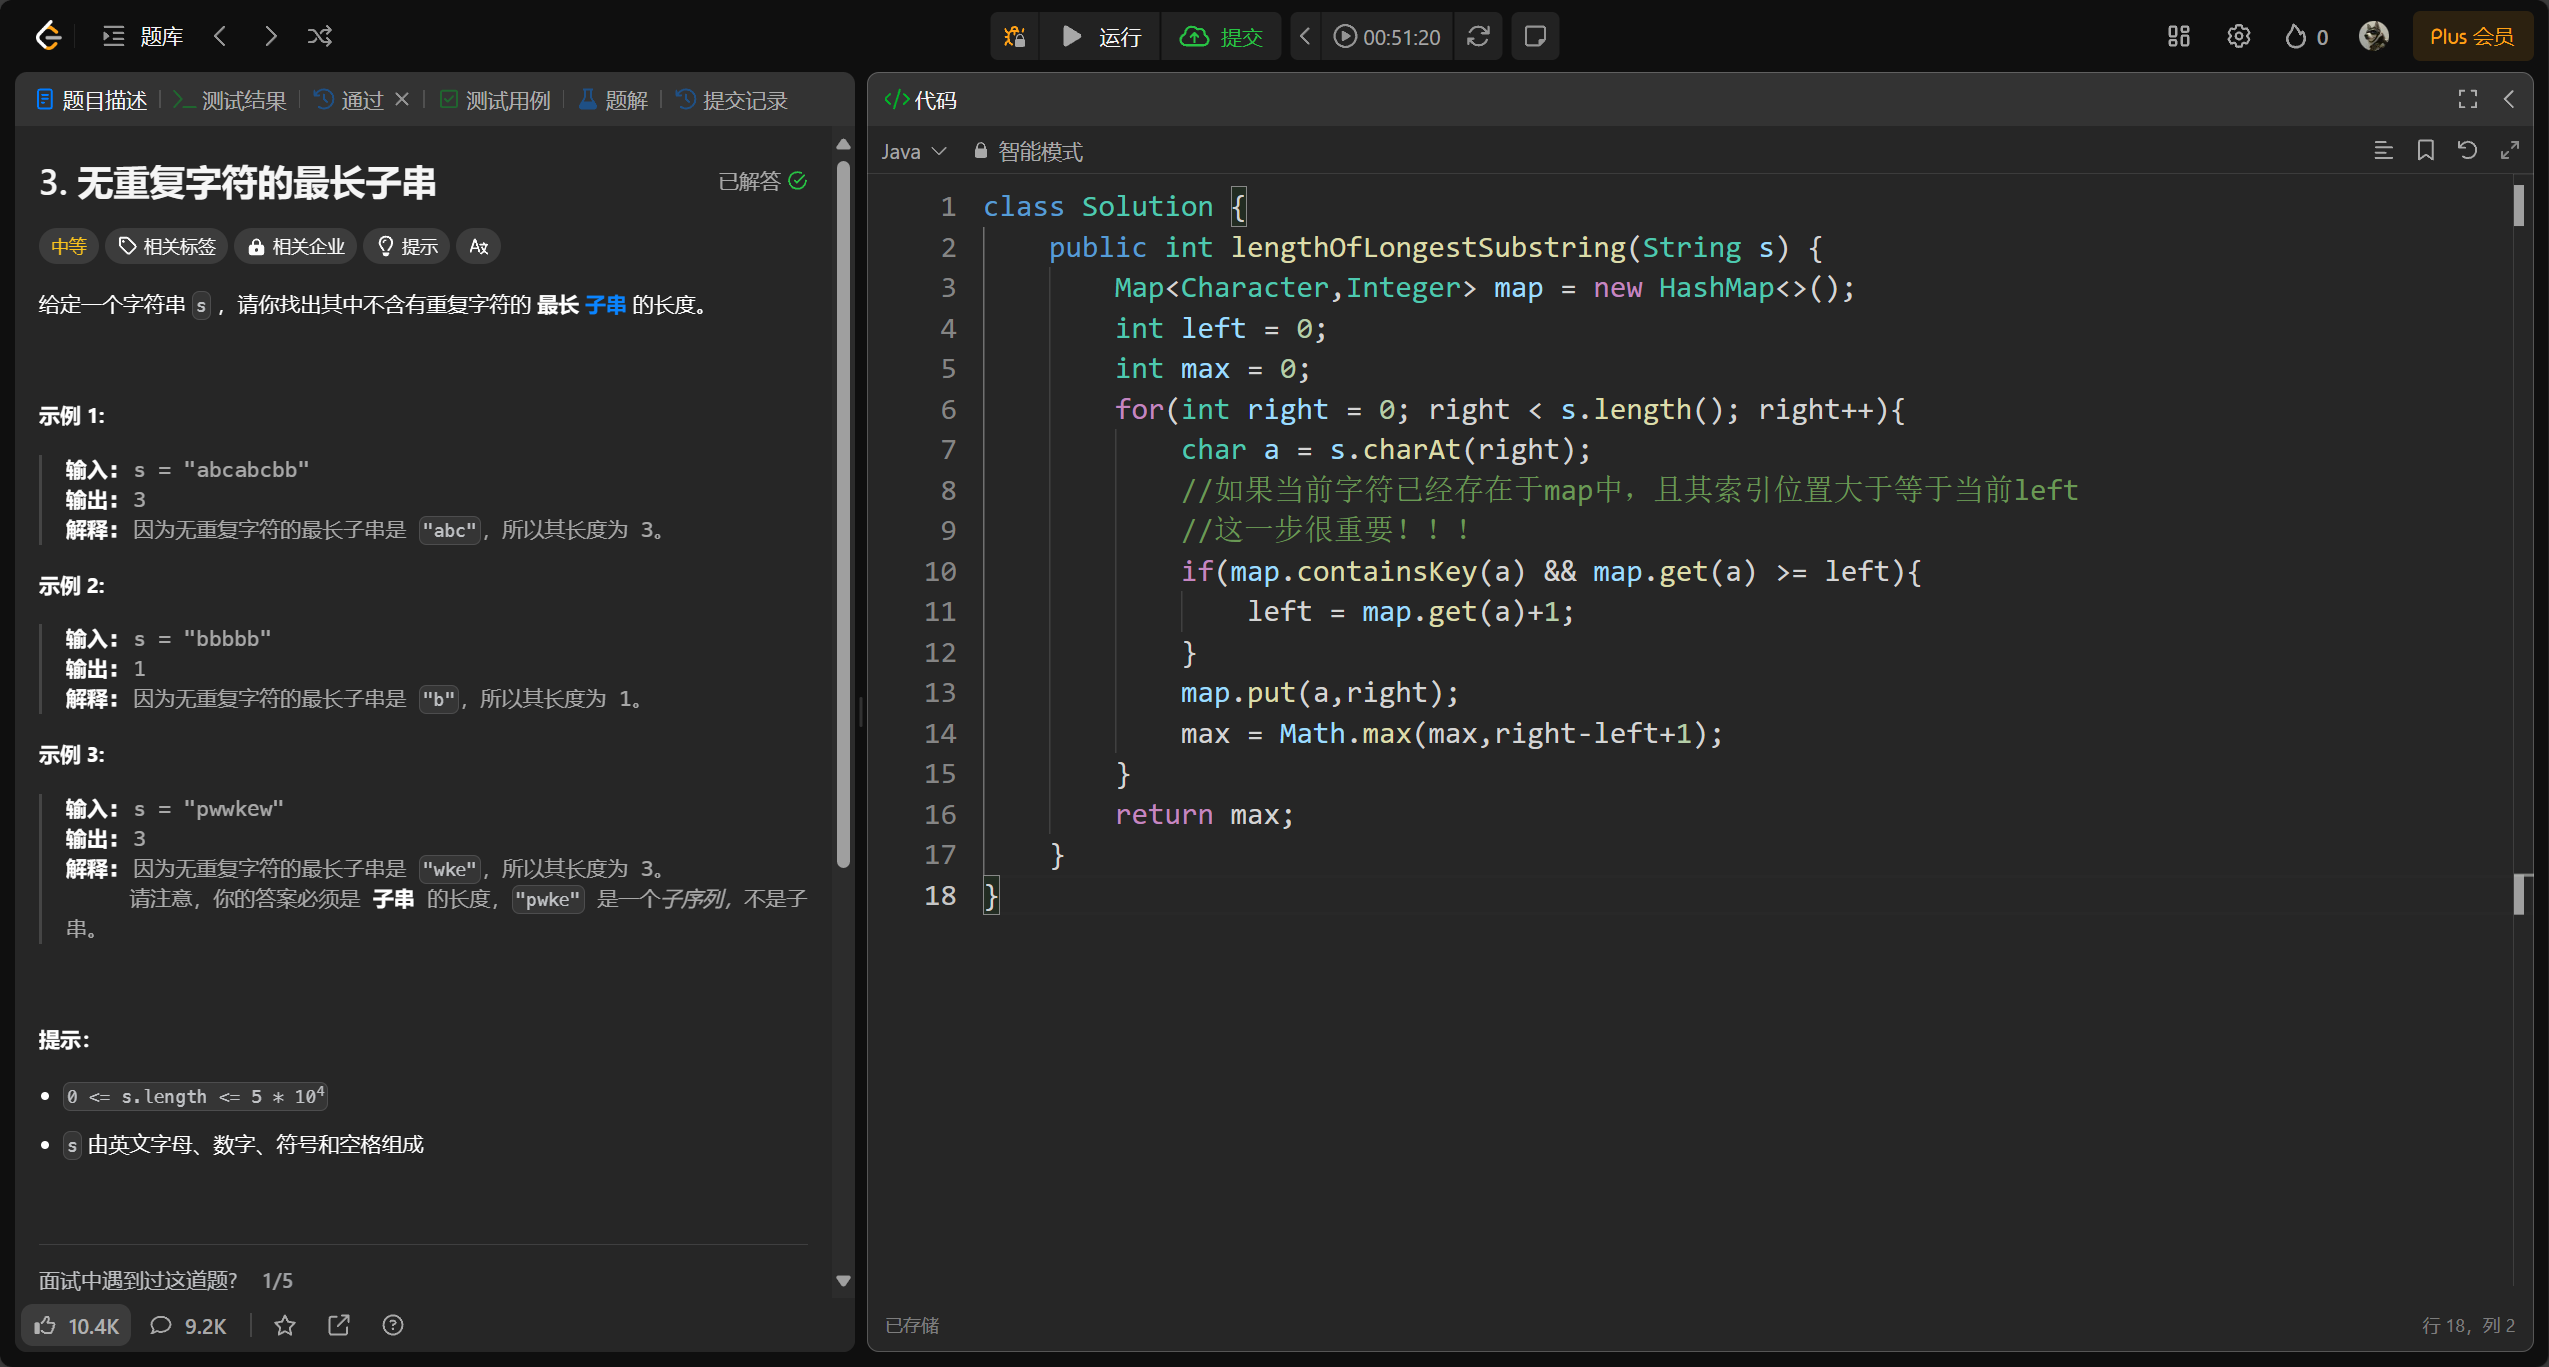 题库
运行
提交
00:51:20
0
Plus 会员
题目描述
测试结果
通过
测试用例
题解
提交记录
3. 无重复字符的最长子串
已解答
中等
相关标签
相关企业
提示
给定一个字符串 s ，请你找出其中不含有重复字符的 最长 子串 的长度。
示例 1:
输入: s = "abcabcbb"
输出: 3
解释: 因为无重复字符的最长子串是 "abc"，所以其长度为 3。
示例 2:
输入: s = "bbbbb"
输出: 1
解释: 因为无重复字符的最长子串是 "b"，所以其长度为 1。
示例 3:
输入: s = "pwwkew"
输出: 3
解释: 因为无重复字符的最长子串是 "wke"，所以其长度为 3。
请注意，你的答案必须是 子串 的长度，"pwke" 是一个子序列，不是子
串。
提示：
0 <= s.length <= 5 * 10⁴
s 由英文字母、数字、符号和空格组成
面试中遇到过这道题? 1/5
10.4K
9.2K
</> 代码
Java
智能模式
1 class Solution {
2     public int lengthOfLongestSubstring(String s) {
3         Map<Character,Integer> map = new HashMap<>();
4         int left = 0;
5         int max = 0;
6         for(int right = 0; right < s.length(); right++){
7             char a = s.charAt(right);
8             //如果当前字符已经存在于map中，且其索引位置大于等于当前left
9             //这一步很重要！！！
10             if(map.containsKey(a) && map.get(a) >= left){
11                 left = map.get(a)+1;
12             }
13             map.put(a,right);
14             max = Math.max(max,right-left+1);
15         }
16         return max;
17     }
18 }
已存储
行 18，列 2